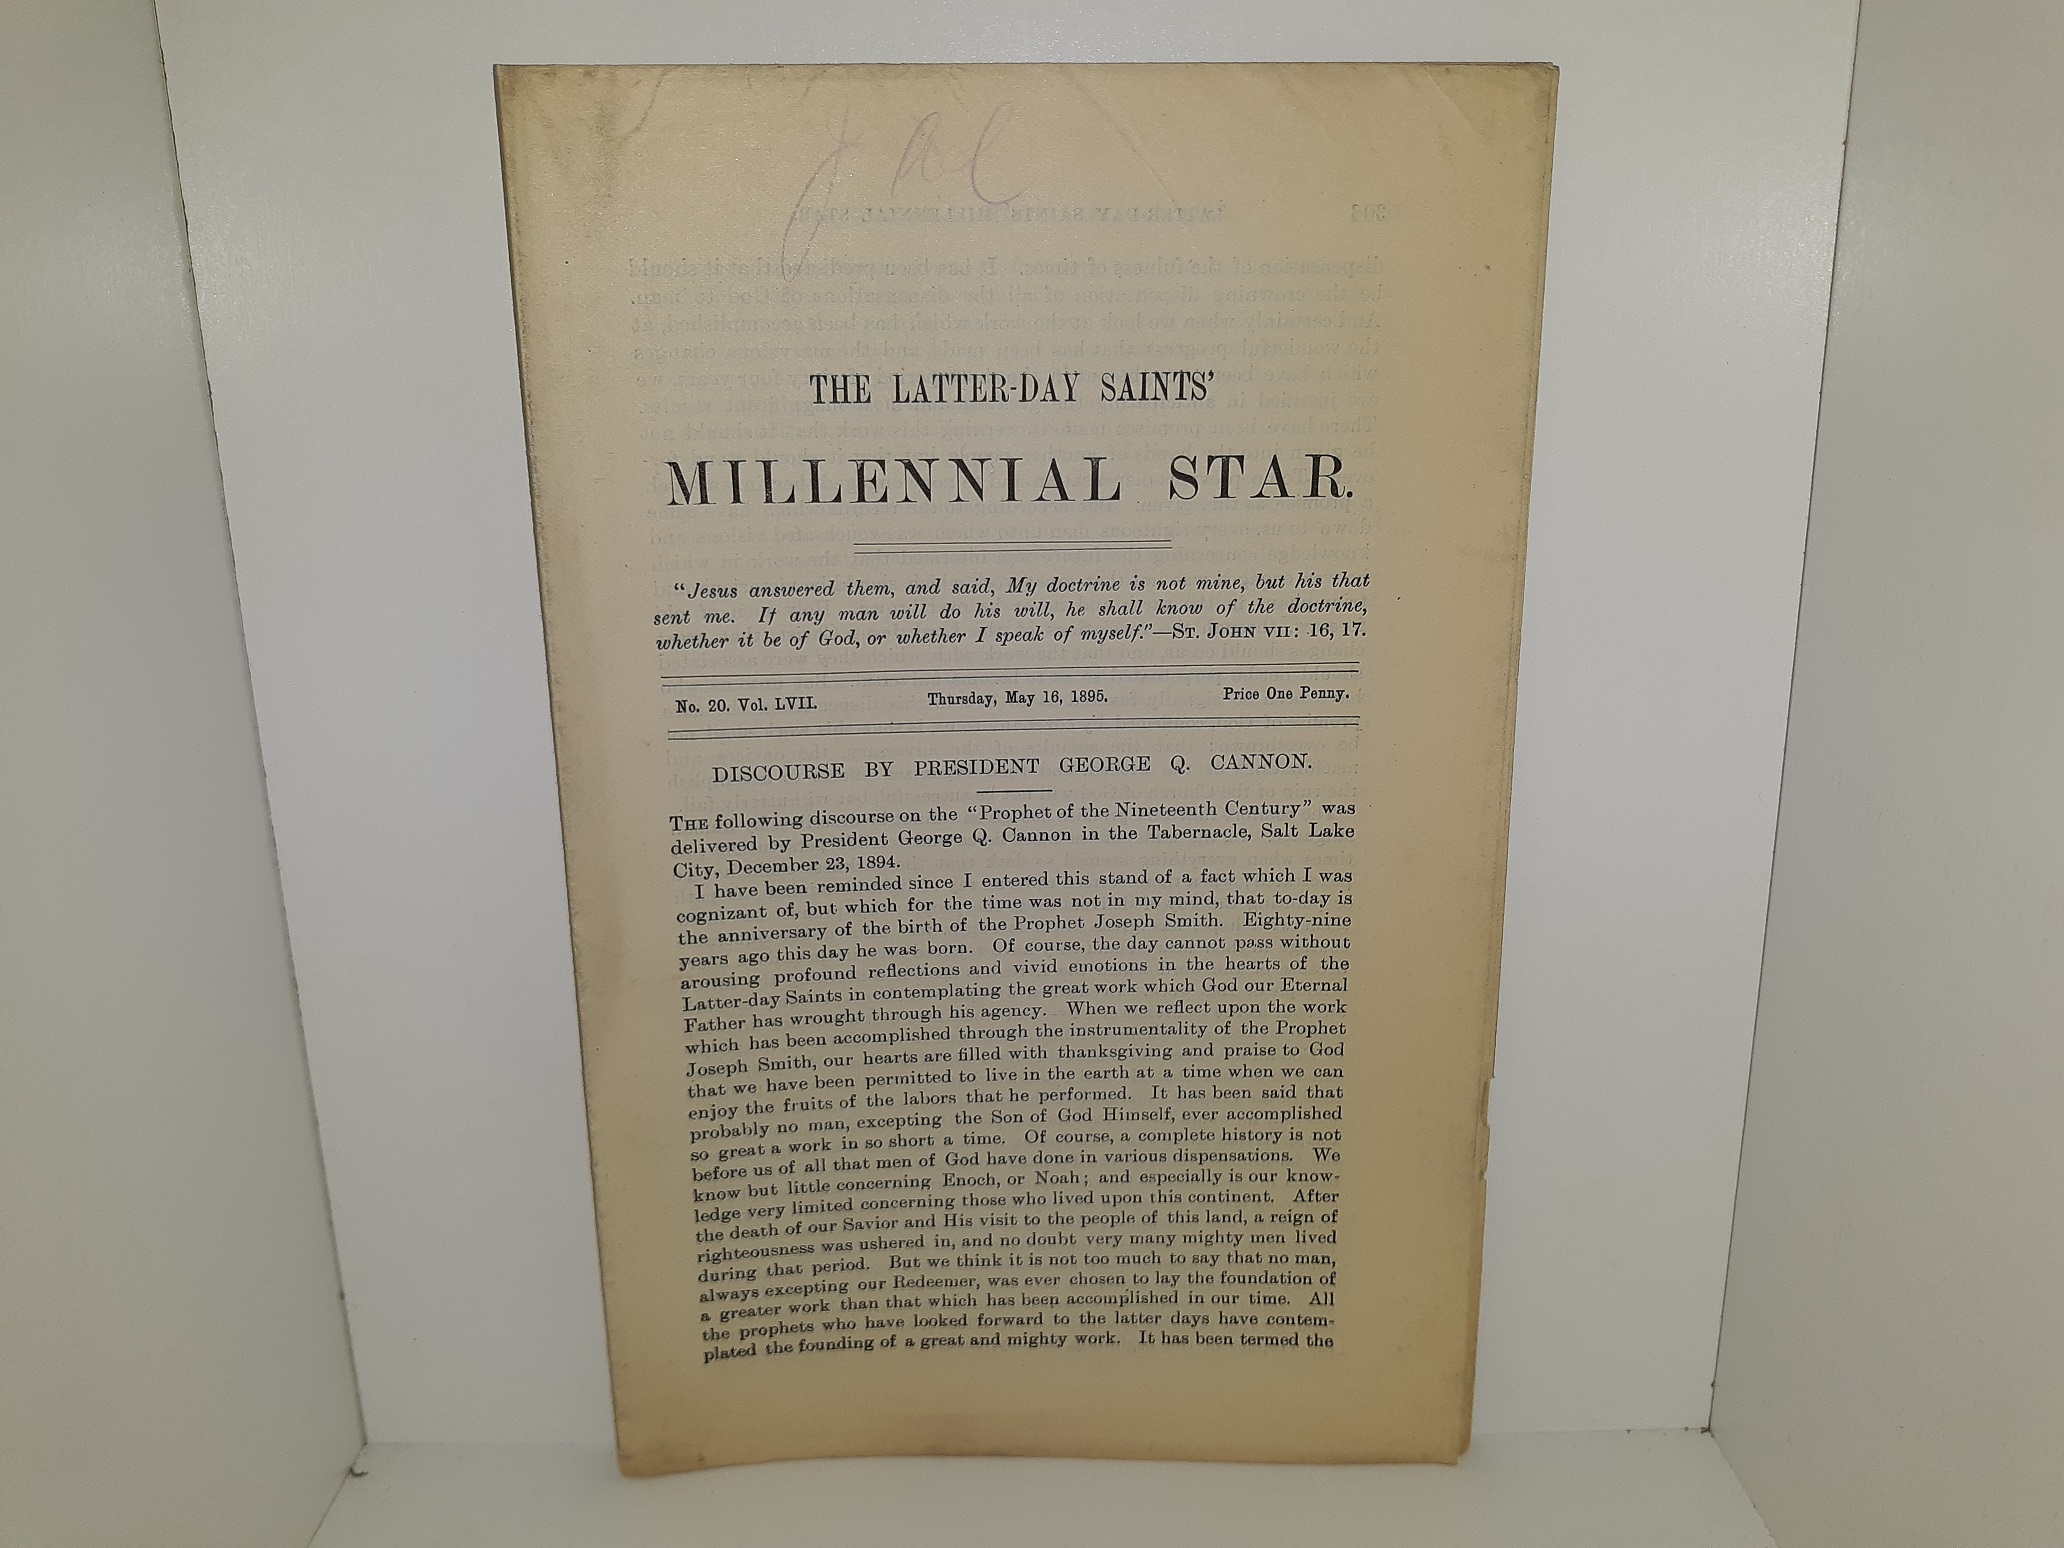 THE LATTER-DAY SAINTS'
MILLENNIAL STAR.
"Jesus answered them, and said, My doctrine is not mine, but his that
sent me. If any man will do his will, he shall know of the doctrine,
whether it be of God, or whether I speak of myself."—ST. JOHN VII: 16, 17.
No. 20. Vol. LVII. Thursday, May 16, 1895. Price One Penny.
DISCOURSE BY PRESIDENT GEORGE Q. CANNON.
THE following discourse on the "Prophet of the Nineteenth Century" was
delivered by President George Q. Cannon in the Tabernacle, Salt Lake
City, December 23, 1894.
I have been reminded since I entered this stand of a fact which I was
cognizant of, but which for the time was not in my mind, that to-day is
the anniversary of the birth of the Prophet Joseph Smith. Eighty-nine
years ago this day he was born. Of course, the day cannot pass without
arousing profound reflections and vivid emotions in the hearts of the
Latter-day Saints in contemplating the great work which God our Eternal
Father has wrought through his agency. When we reflect upon the work
which has been accomplished through the instrumentality of the Prophet
Joseph Smith, our hearts are filled with thanksgiving and praise to God
that we have been permitted to live in the earth at a time when we can
enjoy the fruits of the labors that he performed. It has been said that
probably no man, excepting the Son of God Himself, ever accomplished
so great a work in so short a time. Of course, a complete history is not
before us of all that men of God have done in various dispensations. We
know but little concerning Enoch, or Noah; and especially is our know-
ledge very limited concerning those who lived upon this continent. After
the death of our Savior and His visit to the people of this land, a reign of
righteousness was ushered in, and no doubt very many mighty men lived
during that period. But we think it is not too much to say that no man,
always excepting our Redeemer, was ever chosen to lay the foundation of
a greater work than that which has been accomplished in our time. All
the prophets who have looked forward to the latter days have contem-
plated the founding of a great and mighty work. It has been termed the